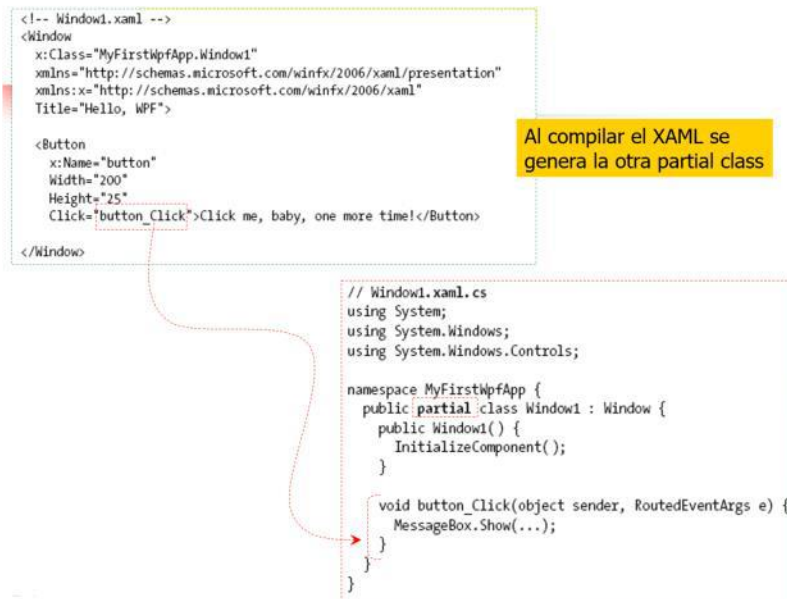 <!-- Window1.xaml -->
<Window
x:Class="MyFirstWpfApp.Window1"
xmlns="http://schemas.microsoft.com/winfx/2006/xaml/presentation"
xmlns:x="http://schemas.microsoft.com/winfx/2006/xaml"
Title="Hello, WPF">
<Button
x:Name="button"
Width="200"
Height="25"
Click="button_Click">Click me, baby, one more time!</Button>
</Window>
Al compilar el XAML se
genera la otra partial class
// Window1.xaml.cs
using System;
using System.Windows;
using System.Windows.Controls;
namespace MyFirstWpfApp {
public partial class Window1 : Window {
public Window1() {
InitializeComponent();
}
void button_Click(object sender, RoutedEventArgs e) {
MessageBox.Show(...);
}
}
}